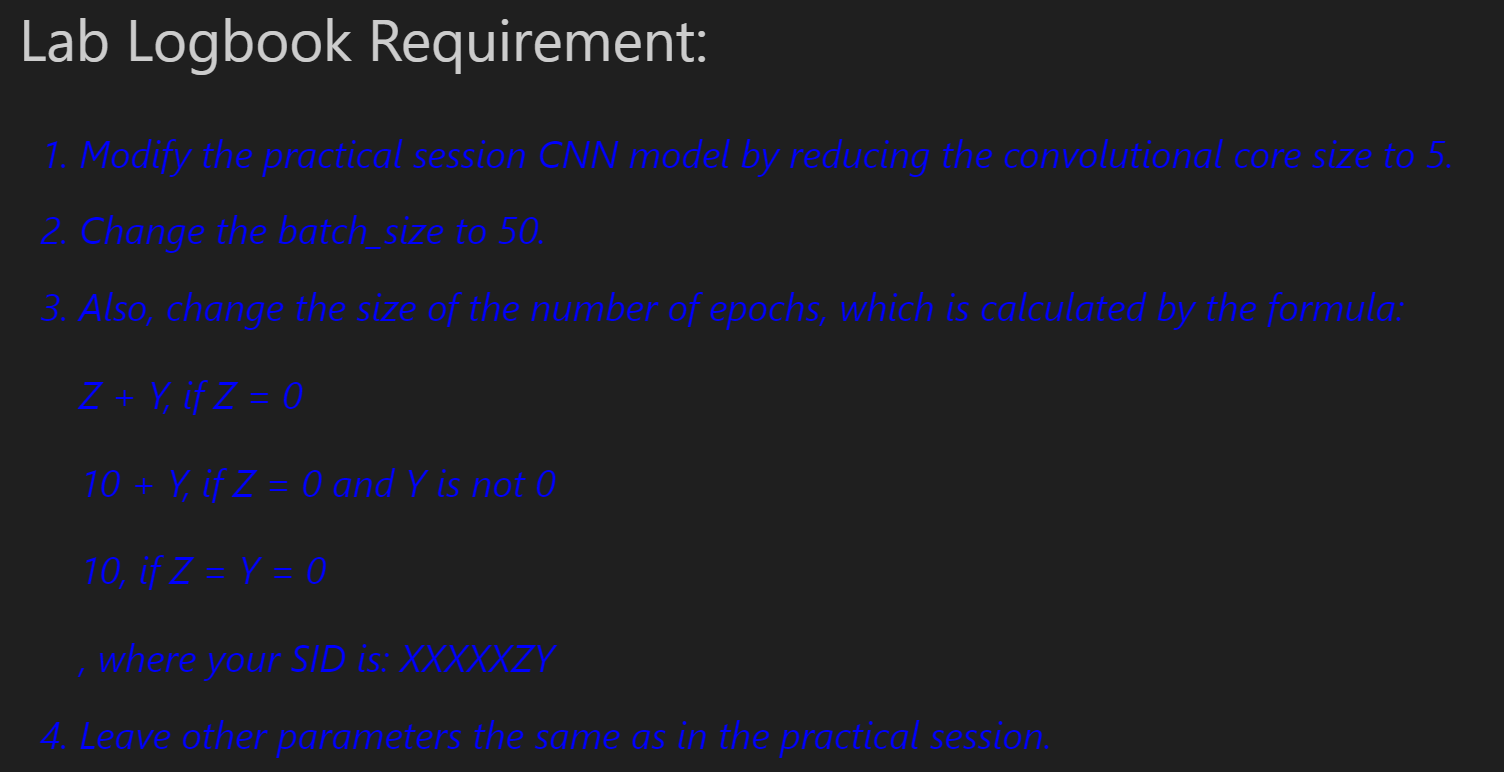 Lab Logbook Requirement:
1. Modify the practical session CNN model by reducing the convolutional core size to 5.
2. Change the batch_size to 50.
3. Also, change the size of the number of epochs, which is calculated by the formula:
Z + Y, if Z = 0
10 + Y, if Z = 0 and Y is not 0
10, if Z = Y = 0
, where your SID is: XXXXXZY
4. Leave other parameters the same as in the practical session.